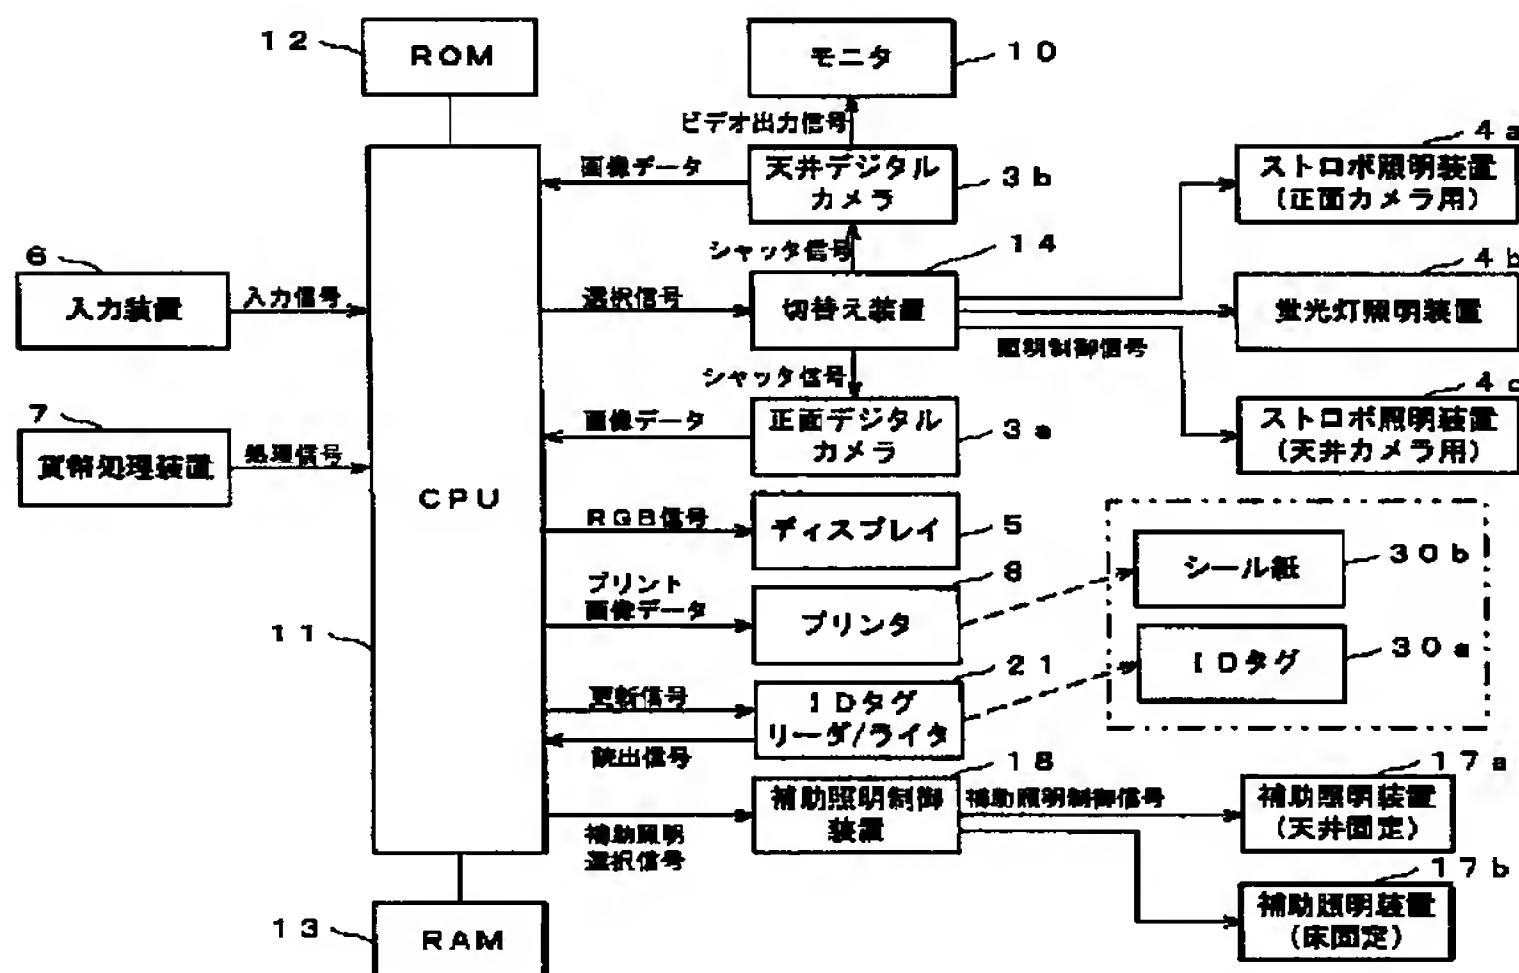 12
ROM
モニタ
10
ビデオ出力信号
画像データ
天井デジタル
カメラ
3b
4a
ストロボ照明装置
(正面カメラ用)
シャッタ信号
14
6
入力装置
入力信号
選択信号
切替え装置
4b
蛍光灯照明装置
照明制御信号
シャッタ信号
4c
ストロボ照明装置
(天井カメラ用)
7
貨幣処理装置
処理信号
画像データ
正面デジタル
カメラ
3a
CPU
11
RGB信号
ディスプレイ
5
シール紙
30b
プリント
画像データ
プリンタ
8
IDタグ
30a
更新信号
読出信号
IDタグ
リーダ/ライタ
21
補助照明
選択信号
補助照明制御
装置
18
補助照明制御信号
17a
補助照明装置
(天井固定)
17b
補助照明装置
(床固定)
13
RAM